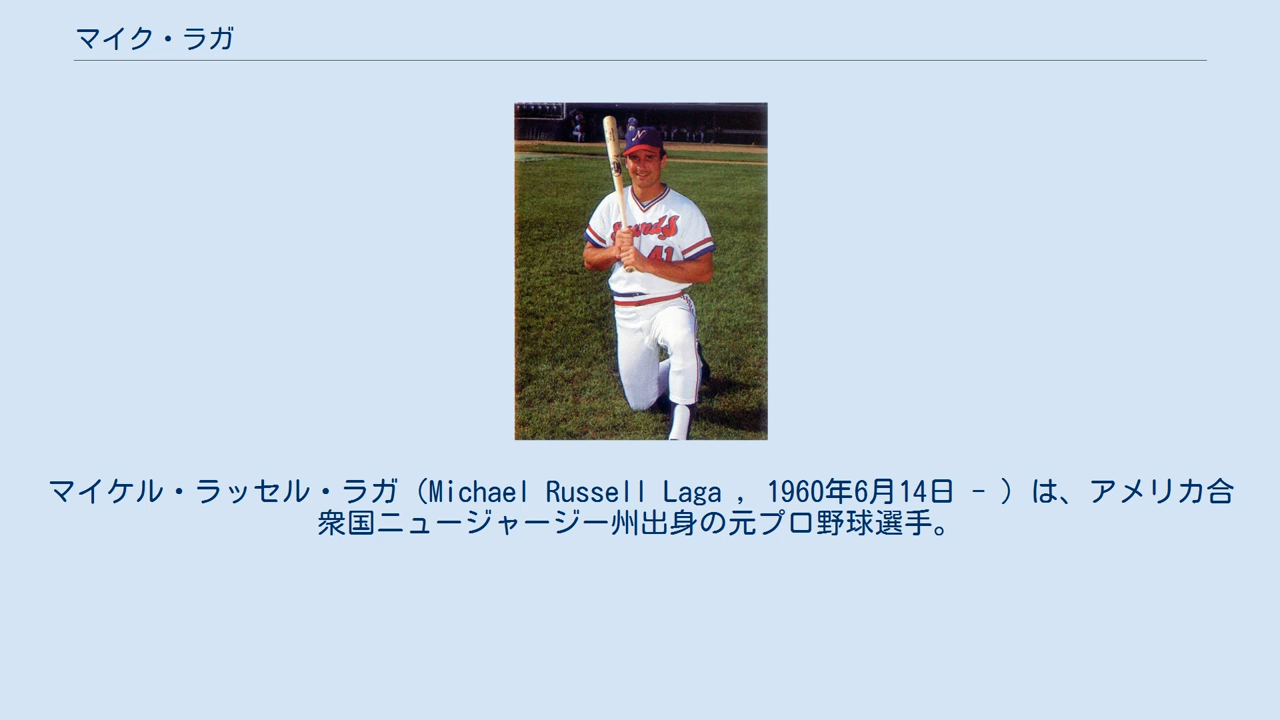 マイク・ラガ
N
Sounds
41
マイケル・ラッセル・ラガ（Michael Russell Laga , 1960年6月14日 - ）は、アメリカ合
衆国ニュージャージー州出身の元プロ野球選手。